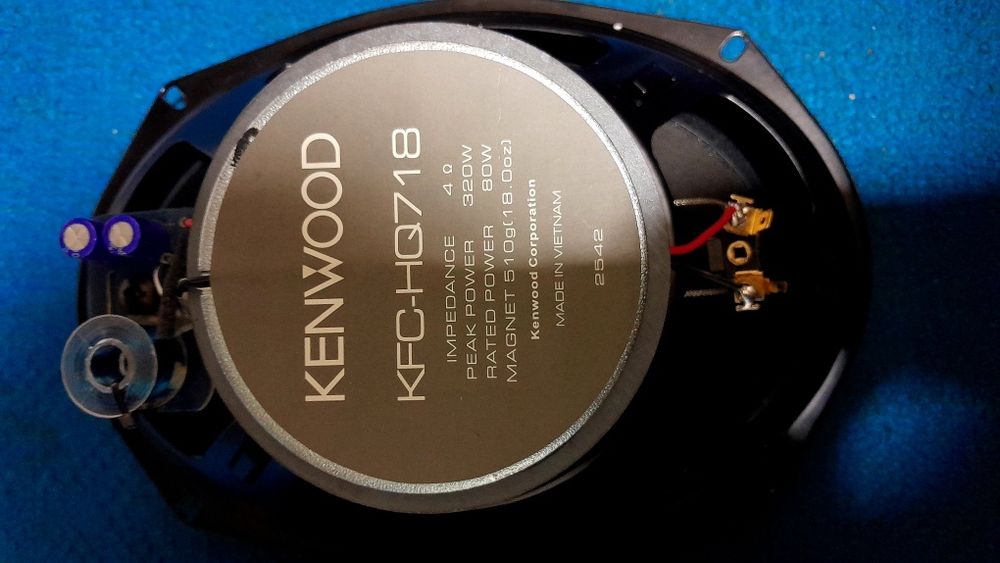 KENWOOD
KFC-HQ718
IMPEDANCE 4 Ω
PEAK POWER 320W
RATED POWER 80W
MAGNET 510g(18.0oz)
Kenwood Corporation
MADE IN VIETNAM
2542